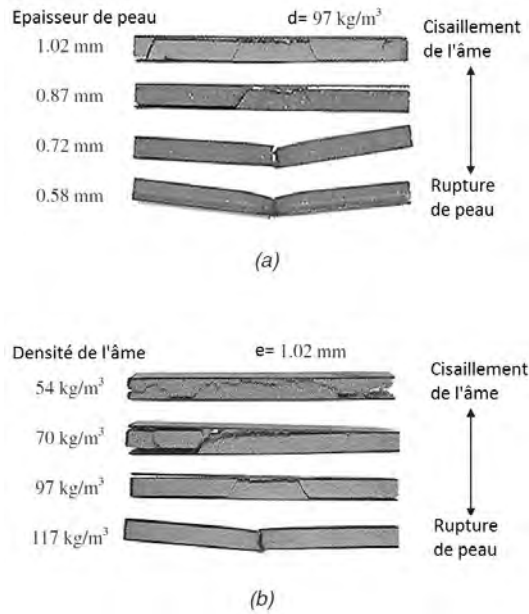 Epaisseur de peau
d= 97 kg/m³
Cisaillement
de l'âme
1.02 mm
0.87 mm
0.72 mm
0.58 mm
Rupture
de peau
(a)
Densité de l'âme
e= 1.02 mm
Cisaillement
de l'âme
54 kg/m³
70 kg/m³
97 kg/m³
117 kg/m³
Rupture
de peau
(b)